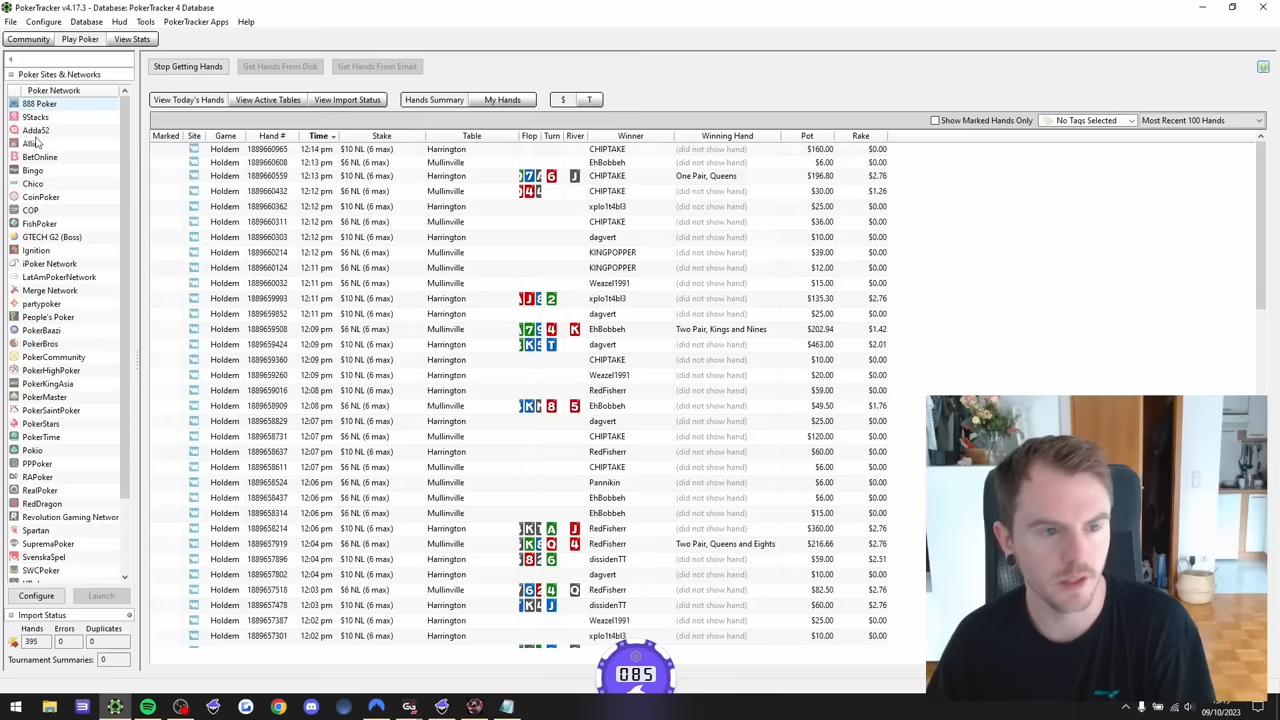 PokerTracker v4.17.3 - Database: PokerTracker 4 Database
File Configure Database Hud Tools PokerTracker Apps Help
Community Play Poker View Stats
Poker Sites & Networks
Poker Network
888 Poker
9Stacks
Adda52
BetOnline
Bingo
Chico
CoinPoker
COP
FishPoker
GTECH G2 (Boss)
Ignition
iPoker Network
LatAmPokerNetwork
Merge Network
partypoker
People's Poker
PokerBaazi
PokerBros
PokerCommunity
PokerHighPoker
PokerKingAsia
PokerMaster
PokerSaintPoker
PokerStars
PokerTime
Pokio
PPPoker
RAPoker
RealPoker
RedDragon
Revolution Gaming Networ
Spartan
SupremaPoker
SvenskaSpel
SWCPoker
Configure Launch
Import Status
Hands Errors Duplicates
395 0 0
Tournament Summaries: 0
Stop Getting Hands Get Hands From Disk Get Hands From Email
View Today's Hands View Active Tables View Import Status Hands Summary My Hands $ T
Show Marked Hands Only No Tags Selected Most Recent 100 Hands
Marked Site Game Hand # Time Stake Table Flop Turn River Winner Winning Hand Pot Rake
Holdem 1889660965 12:14 pm $10 NL (6 max) Harrington CHIPTAKE (did not show hand) $160.00 $0.00
Holdem 1889660608 12:13 pm $6 NL (6 max) Mullinville EhBobbeh (did not show hand) $6.00 $0.00
Holdem 1889660559 12:13 pm $10 NL (6 max) Harrington 7 6 J CHIPTAKE One Pair, Queens $196.80 $2.76
Holdem 1889660432 12:12 pm $6 NL (6 max) Mullinville 4 CHIPTAKE (did not show hand) $30.00 $1.26
Holdem 1889660362 12:12 pm $10 NL (6 max) Harrington xplo1t4bl3 (did not show hand) $25.00 $0.00
Holdem 1889660311 12:12 pm $6 NL (6 max) Mullinville CHIPTAKE (did not show hand) $36.00 $0.00
Holdem 1889660303 12:12 pm $10 NL (6 max) Harrington dagvert (did not show hand) $10.00 $0.00
Holdem 1889660214 12:12 pm $6 NL (6 max) Mullinville KINGPOPPER (did not show hand) $39.00 $0.00
Holdem 1889660124 12:11 pm $6 NL (6 max) Mullinville KINGPOPPER (did not show hand) $12.00 $0.00
Holdem 1889660032 12:11 pm $6 NL (6 max) Mullinville Weazel1991 (did not show hand) $15.00 $0.00
Holdem 1889659993 12:11 pm $10 NL (6 max) Harrington J 2 xplo1t4bl3 (did not show hand) $135.30 $2.76
Holdem 1889659852 12:11 pm $10 NL (6 max) Harrington dagvert (did not show hand) $25.00 $0.00
Holdem 1889659508 12:09 pm $6 NL (6 max) Mullinville 7 4 K EhBobbeh Two Pair, Kings and Nines $202.94 $1.42
Holdem 1889659424 12:09 pm $10 NL (6 max) Harrington K T dagvert (did not show hand) $463.00 $2.01
Holdem 1889659360 12:09 pm $10 NL (6 max) Harrington CHIPTAKE (did not show hand) $10.00 $0.00
Holdem 1889659260 12:09 pm $6 NL (6 max) Mullinville Weazel1991 (did not show hand) $20.00 $0.00
Holdem 1889659016 12:08 pm $10 NL (6 max) Harrington RedFisherr (did not show hand) $59.00 $0.00
Holdem 1889658909 12:08 pm $6 NL (6 max) Mullinville K 8 5 EhBobbeh (did not show hand) $49.50 $1.76
Holdem 1889658829 12:07 pm $10 NL (6 max) Harrington dagvert (did not show hand) $25.00 $0.00
Holdem 1889658731 12:07 pm $6 NL (6 max) Mullinville CHIPTAKE (did not show hand) $120.00 $0.00
Holdem 1889658658 12:07 pm $10 NL (6 max) Harrington RedFisherr (did not show hand) $60.00 $0.00
Holdem 1889658611 12:07 pm $6 NL (6 max) Mullinville CHIPTAKE (did not show hand) $6.00 $0.00
Holdem 1889658524 12:06 pm $6 NL (6 max) Mullinville Pannikin (did not show hand) $6.00 $0.00
Holdem 1889658437 12:06 pm $6 NL (6 max) Mullinville EhBobbeh (did not show hand) $6.00 $0.00
Holdem 1889658314 12:06 pm $6 NL (6 max) Mullinville EhBobbeh (did not show hand) $15.00 $0.00
Holdem 1889658214 12:06 pm $10 NL (6 max) Harrington K A J RedFisherr (did not show hand) $360.00 $2.76
Holdem 1889657919 12:04 pm $10 NL (6 max) Harrington K Q 4 RedFisherr Two Pair, Queens and Eights $216.66 $2.76
Holdem 1889657896 12:04 pm $10 NL (6 max) Harrington 8 6 dissidenTT (did not show hand) $59.00 $2.51
Holdem 1889657802 12:04 pm $10 NL (6 max) Harrington dagvert (did not show hand) $10.00 $0.00
Holdem 1889657518 12:03 pm $10 NL (6 max) Harrington 4 Q RedFisherr (did not show hand) $82.50 $2.76
Holdem 1889657478 12:03 pm $10 NL (6 max) Harrington K J dissidenTT (did not show hand) $60.00 $2.76
Holdem 1889657387 12:02 pm $6 NL (6 max) Mullinville Weazel1991 (did not show hand) $25.00 $0.00
Holdem 1889657301 12:02 pm $10 NL (6 max) Harrington xplo1t4bl3 (did not show hand) $10.00 $0.00
085
09/10/2023